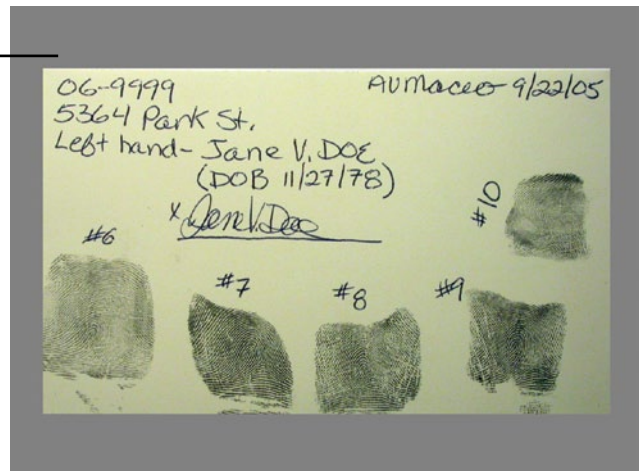 06-9999
AVMaceo 9/22/05
5364 Park St.
Left hand - Jane V. DOE
(DOB 11/27/78)
x Jane V. Doe
#10
#6
#7
#8
#9